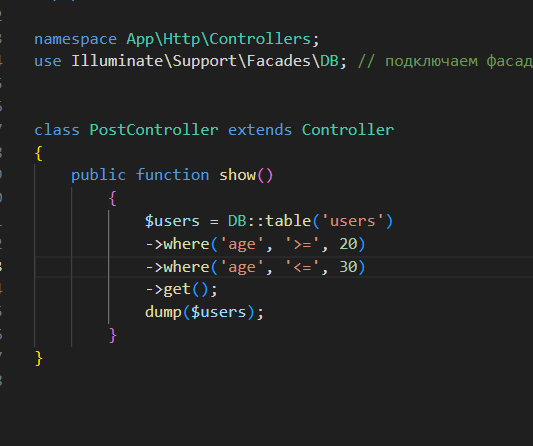 namespace App\Http\Controllers;
use Illuminate\Support\Facades\DB; // подключаем фасад
class PostController extends Controller
{
public function show()
{
$users = DB::table('users')
->where('age', '>=', 20)
->where('age', '<=', 30)
->get();
dump($users);
}
}